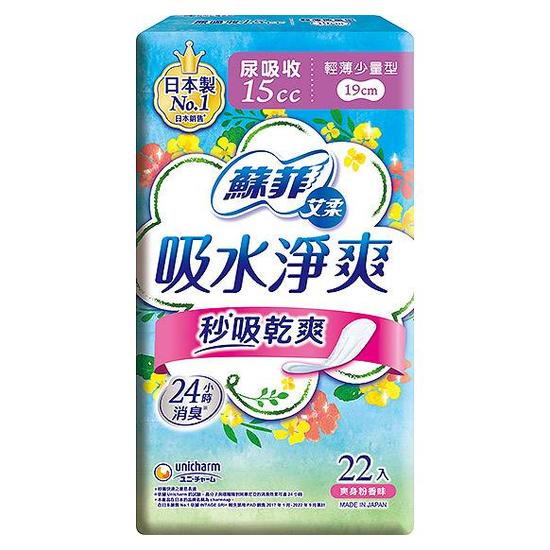 尿吸收
15cc
輕薄少量型
19cm
日本製
No.1
日本銷售*
蘇菲
艾柔
吸水淨爽
秒*吸乾爽
24小時
消臭※
unicharm
ユニ・チャーム
22入
爽身粉香味
MADE IN JAPAN